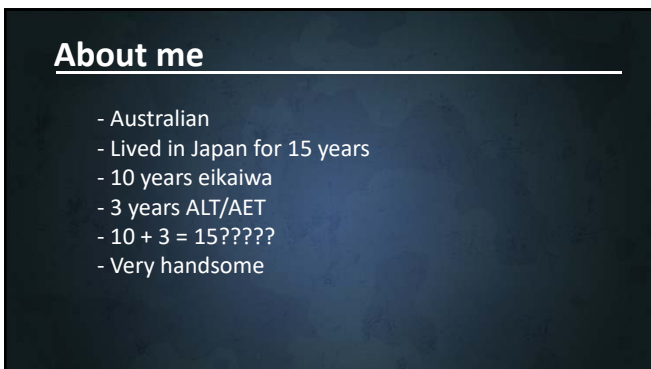 About me
- Australian
- Lived in Japan for 15 years
- 10 years eikaiwa
- 3 years ALT/AET
- 10 + 3 = 15?????
- Very handsome